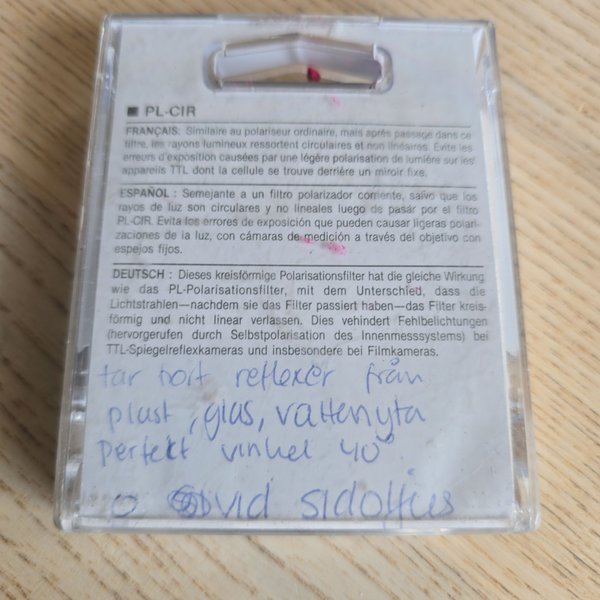 ■ PL-CIR
FRANÇAIS: Similaire au polariseur ordinaire, mais après passage dans ce
filtre, les rayons lumineux ressortent circulaires et non linéaires. Evite les
erreurs d'exposition causées par une légère polarisation de lumière sur les
appareils TTL dont la cellule se trouve derrière un miroir fixe.
ESPAÑOL : Semejante a un filtro polarizador corriente, salvo que los
rayos de luz son circulares y no lineales luego de pasár por el filtro
PL-CIR. Evita los errores de exposición que pueden causar ligeras polari-
zaciones de la luz, con cámaras de medición a través del objetivo con
espejos fijos.
DEUTSCH : Dieses kreisförmige Polarisationsfilter hat die gleiche Wirkung
wie das PL-Polarisationsfilter, mit dem Unterschied, dass die
Lichtstrahlen—nachdem sie das Filter passiert haben—das Filter kreis-
förmig und nicht linear verlassen. Dies vehindert Fehlbelichtungen
(hervorgerufen durch Selbstpolarisation des Innenmesssystems) bei
TTL-Spiegelreflexkameras und insbesondere bei Filmkameras.
tar bort reflexer från
plast, glas, vattenyta
perfekt vinkel 40°
vid sidoljus